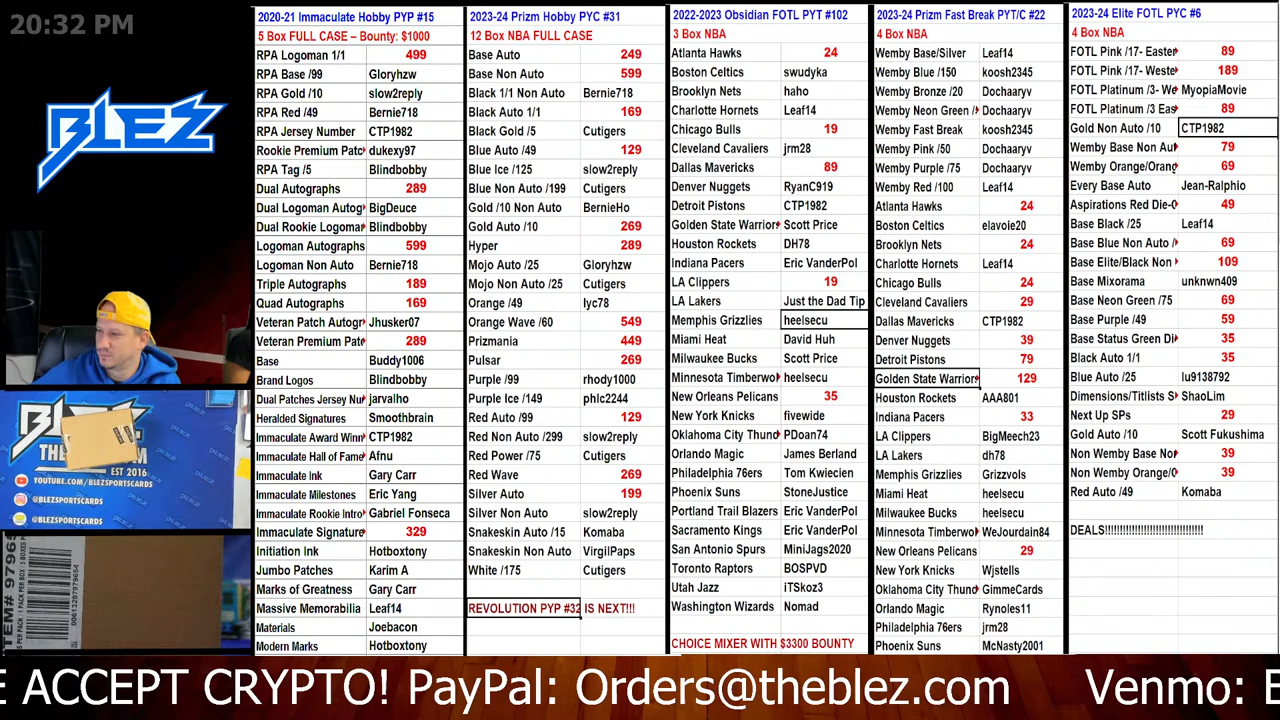 20:32 PM
BLEZ
BLEZ
THE
EST 2016
YOUTUBE.COM/BLEZSPORTSCARDS
@BLEZSPORTSCARDS
@BLEZSPORTSCARDS
2020-21 Immaculate Hobby PYP #15
5 Box FULL CASE – Bounty: $1000
RPA Logoman 1/1 499
RPA Base /99 Gloryhzw
RPA Gold /10 slow2reply
RPA Red /49 Bernie718
RPA Jersey Number CTP1982
Rookie Premium Patc dukexy97
RPA Tag /5 Blindbobby
Dual Autographs 289
Dual Logoman Autog BigDeuce
Dual Rookie Logoma Blindbobby
Logoman Autographs 599
Logoman Non Auto Bernie718
Triple Autographs 189
Quad Autographs 169
Veteran Patch Autogr Jhusker07
Veteran Premium Pat 289
Base Buddy1006
Brand Logos Blindbobby
Dual Patches Jersey Nu jarvalho
Heralded Signatures Smoothbrain
Immaculate Award Winn CTP1982
Immaculate Hall of Fame Afnu
Immaculate Ink Gary Carr
Immaculate Milestones Eric Yang
Immaculate Rookie Intro Gabriel Fonseca
Immaculate Signature 329
Initiation Ink Hotboxtony
Jumbo Patches Karim A
Marks of Greatness Gary Carr
Massive Memorabilia Leaf14
Materials Joebacon
Modern Marks Hotboxtony
2023-24 Prizm Hobby PYC #31
12 Box NBA FULL CASE
Base Auto 249
Base Non Auto 599
Black 1/1 Non Auto Bernie718
Black Auto 1/1 169
Black Gold /5 Cutigers
Blue Auto /49 129
Blue Ice /125 slow2reply
Blue Non Auto /199 Cutigers
Gold /10 Non Auto BernieHo
Gold Auto /10 269
Hyper 289
Mojo Auto /25 Gloryhzw
Mojo Non Auto /25 Cutigers
Orange /49 lyc78
Orange Wave /60 549
Prizmania 449
Pulsar 269
Purple /99 rhody1000
Purple Ice /149 phlc2244
Red Auto /99 129
Red Non Auto /299 slow2reply
Red Power /75 Cutigers
Red Wave 269
Silver Auto 199
Silver Non Auto slow2reply
Snakeskin Auto /15 Komaba
Snakeskin Non Auto VirgilPaps
White /175 Cutigers
REVOLUTION PYP #32 IS NEXT!!!
2022-2023 Obsidian FOTL PYT #102
3 Box NBA
Atlanta Hawks 24
Boston Celtics swudyka
Brooklyn Nets haho
Charlotte Hornets Leaf14
Chicago Bulls 19
Cleveland Cavaliers jrm28
Dallas Mavericks 89
Denver Nuggets RyanC919
Detroit Pistons CTP1982
Golden State Warrior Scott Price
Houston Rockets DH78
Indiana Pacers Eric VanderPol
LA Clippers 19
LA Lakers Just the Dad Tip
Memphis Grizzlies heelsecu
Miami Heat David Huh
Milwaukee Bucks Scott Price
Minnesota Timberwo heelsecu
New Orleans Pelicans 35
New York Knicks fivewide
Oklahoma City Thund PDoan74
Orlando Magic James Berland
Philadelphia 76ers Tom Kwiecien
Phoenix Suns StoneJustice
Portland Trail Blazers Eric VanderPol
Sacramento Kings Eric VanderPol
San Antonio Spurs MiniJags2020
Toronto Raptors BOSPVD
Utah Jazz iTSkoz3
Washington Wizards Nomad
CHOICE MIXER WITH $3300 BOUNTY
2023-24 Prizm Fast Break PYT/C #22
4 Box NBA
Wemby Base/Silver Leaf14
Wemby Blue /150 koosh2345
Wemby Bronze /20 Dochaaryv
Wemby Neon Green / Dochaaryv
Wemby Fast Break koosh2345
Wemby Pink /50 Dochaaryv
Wemby Purple /75 Dochaaryv
Wemby Red /100 Leaf14
Atlanta Hawks 24
Boston Celtics elavoie20
Brooklyn Nets 24
Charlotte Hornets Leaf14
Chicago Bulls 24
Cleveland Cavaliers 29
Dallas Mavericks CTP1982
Denver Nuggets 39
Detroit Pistons 79
Golden State Warriors 129
Houston Rockets AAA801
Indiana Pacers 33
LA Clippers BigMeech23
LA Lakers dh78
Memphis Grizzlies Grizzvols
Miami Heat heelsecu
Milwaukee Bucks heelsecu
Minnesota Timberwo WeJourdain84
New Orleans Pelicans 29
New York Knicks Wjstells
Oklahoma City Thund GimmeCards
Orlando Magic Rynoles11
Philadelphia 76ers jrm28
Phoenix Suns McNasty2001
2023-24 Elite FOTL PYC #6
4 Box NBA
FOTL Pink /17- Easter 89
FOTL Pink /17- Weste 189
FOTL Platinum /3- We MyopiaMovie
FOTL Platinum /3 Eas 89
Gold Non Auto /10 CTP1982
Wemby Base Non Au 79
Wemby Orange/Orang 69
Every Base Auto Jean-Ralphio
Aspirations Red Die-C 49
Base Black /25 Leaf14
Base Blue Non Auto / 69
Base Elite/Black Non 109
Base Mixorama unknwn409
Base Neon Green /75 69
Base Purple /49 59
Base Status Green Di 35
Black Auto 1/1 35
Blue Auto /25 lu9138792
Dimensions/Titlists S ShaoLim
Next Up SPs 29
Gold Auto /10 Scott Fukushima
Non Wemby Base Non 39
Non Wemby Orange/O 39
Red Auto /49 Komaba
DEALS!!!!!!!!!!!!!!!!!!!!!!!!!!!!!!!!!
E ACCEPT CRYPTO! PayPal: Orders@theblez.com Venmo: